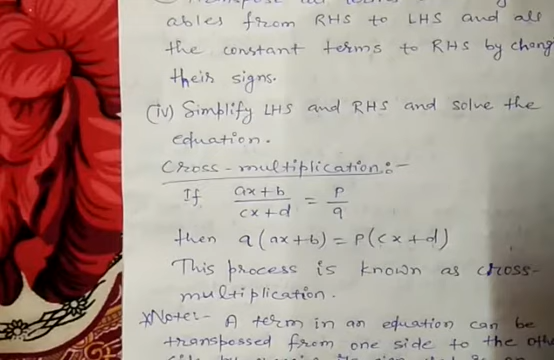 ables from RHS to LHS and all
the constant terms to RHS by chang
their signs.
(iv) Simplify LHS and RHS and solve the
equation.
Cross-multiplication:-
If (ax+b)/(cx+d) = p/q
then q(ax+b) = p(cx+d)
This process is known as cross-
multiplication.
*Note:- A term in an equation can be
transpossed from one side to the oth